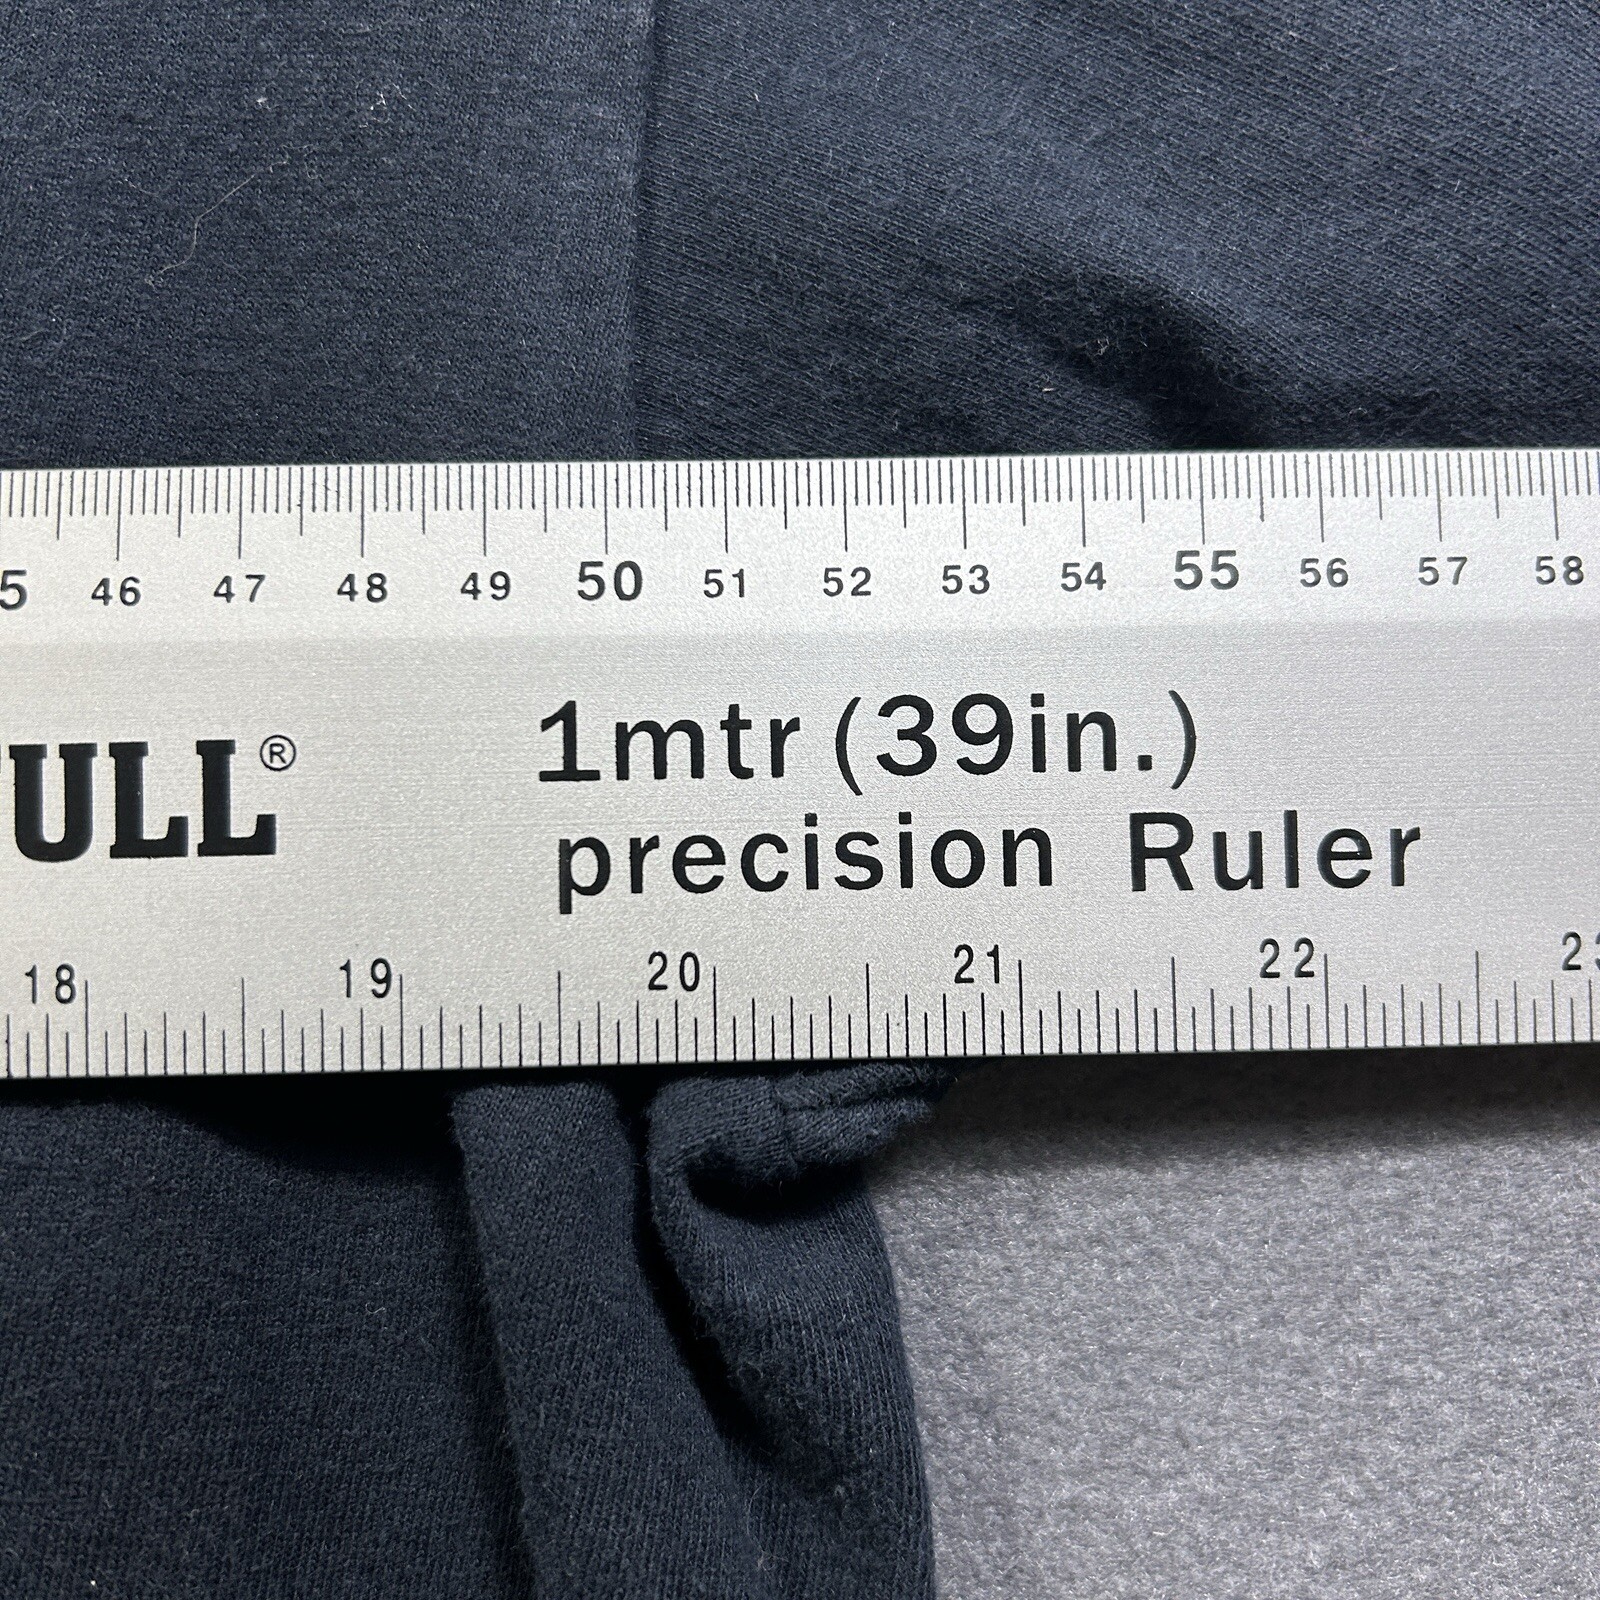 5 46 47 48 49 50 51 52 53 54 55 56 57 58
ULL® 1mtr (39in.)
precision Ruler
18 19 20 21 22 2